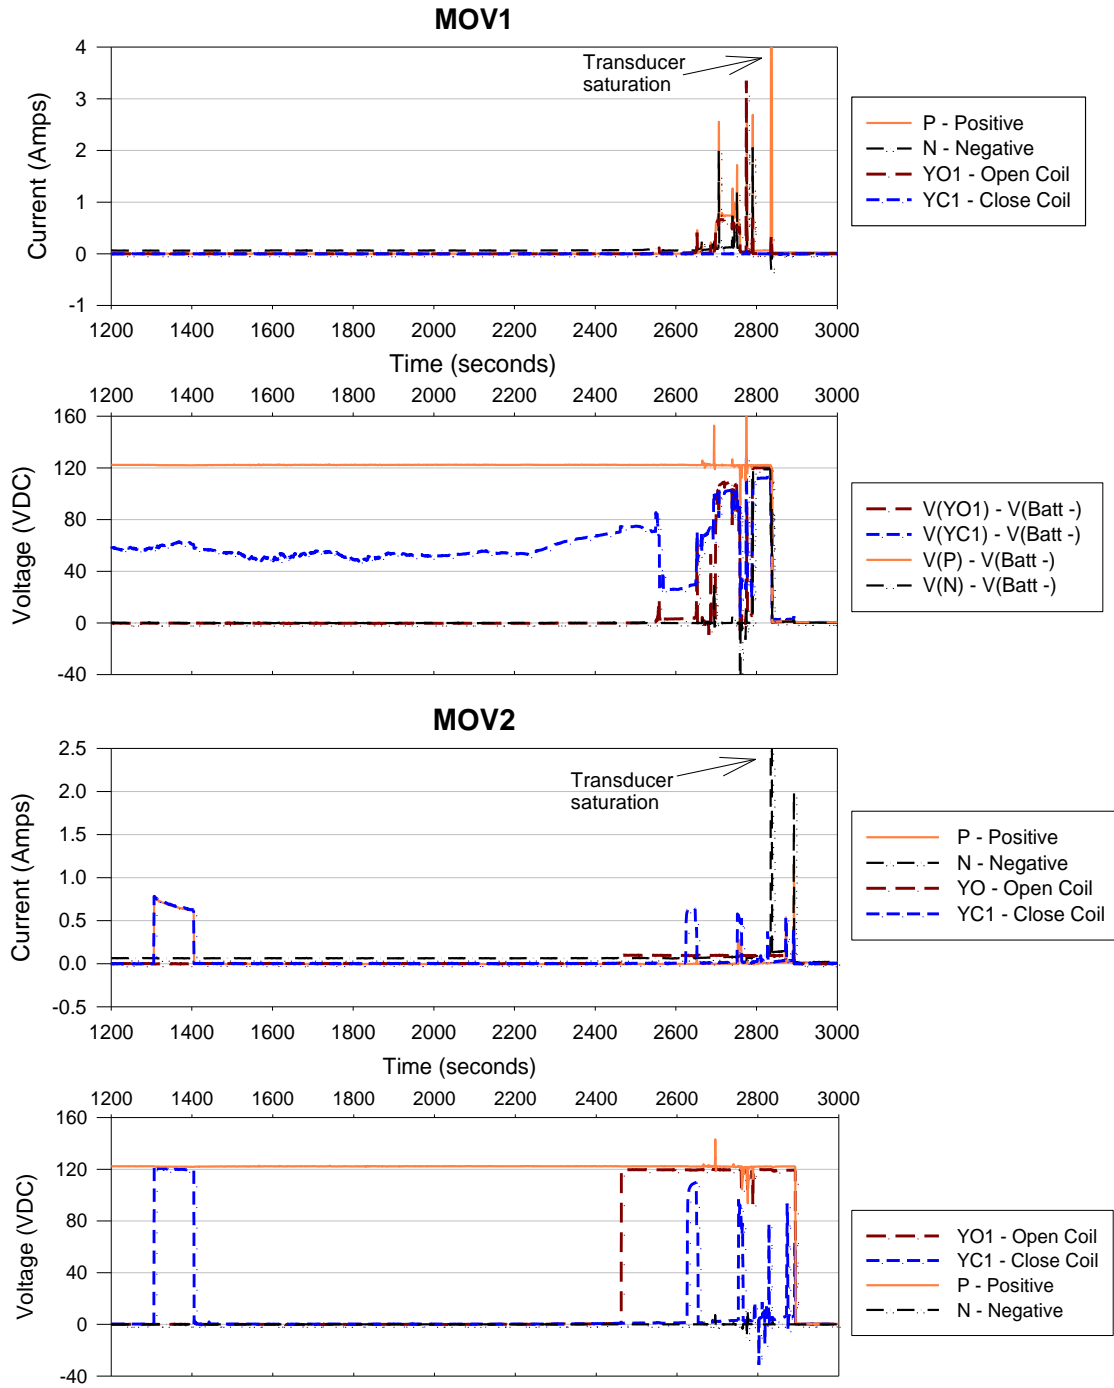 MOV1
4
3
2
1
0
-1
Current (Amps)
Transducer
saturation
P - Positive
N - Negative
YO1 - Open Coil
YC1 - Close Coil
1200 1400 1600 1800 2000 2200 2400 2600 2800 3000
Time (seconds)
1200 1400 1600 1800 2000 2200 2400 2600 2800 3000
160
120
80
40
0
-40
Voltage (VDC)
V(YO1) - V(Batt -)
V(YC1) - V(Batt -)
V(P) - V(Batt -)
V(N) - V(Batt -)
MOV2
2.5
2.0
1.5
1.0
0.5
0.0
-0.5
Current (Amps)
Transducer
saturation
P - Positive
N - Negative
YO - Open Coil
YC1 - Close Coil
1200 1400 1600 1800 2000 2200 2400 2600 2800 3000
Time (seconds)
1200 1400 1600 1800 2000 2200 2400 2600 2800 3000
160
120
80
40
0
-40
Voltage (VDC)
YO1 - Open Coil
YC1 - Close Coil
P - Positive
N - Negative